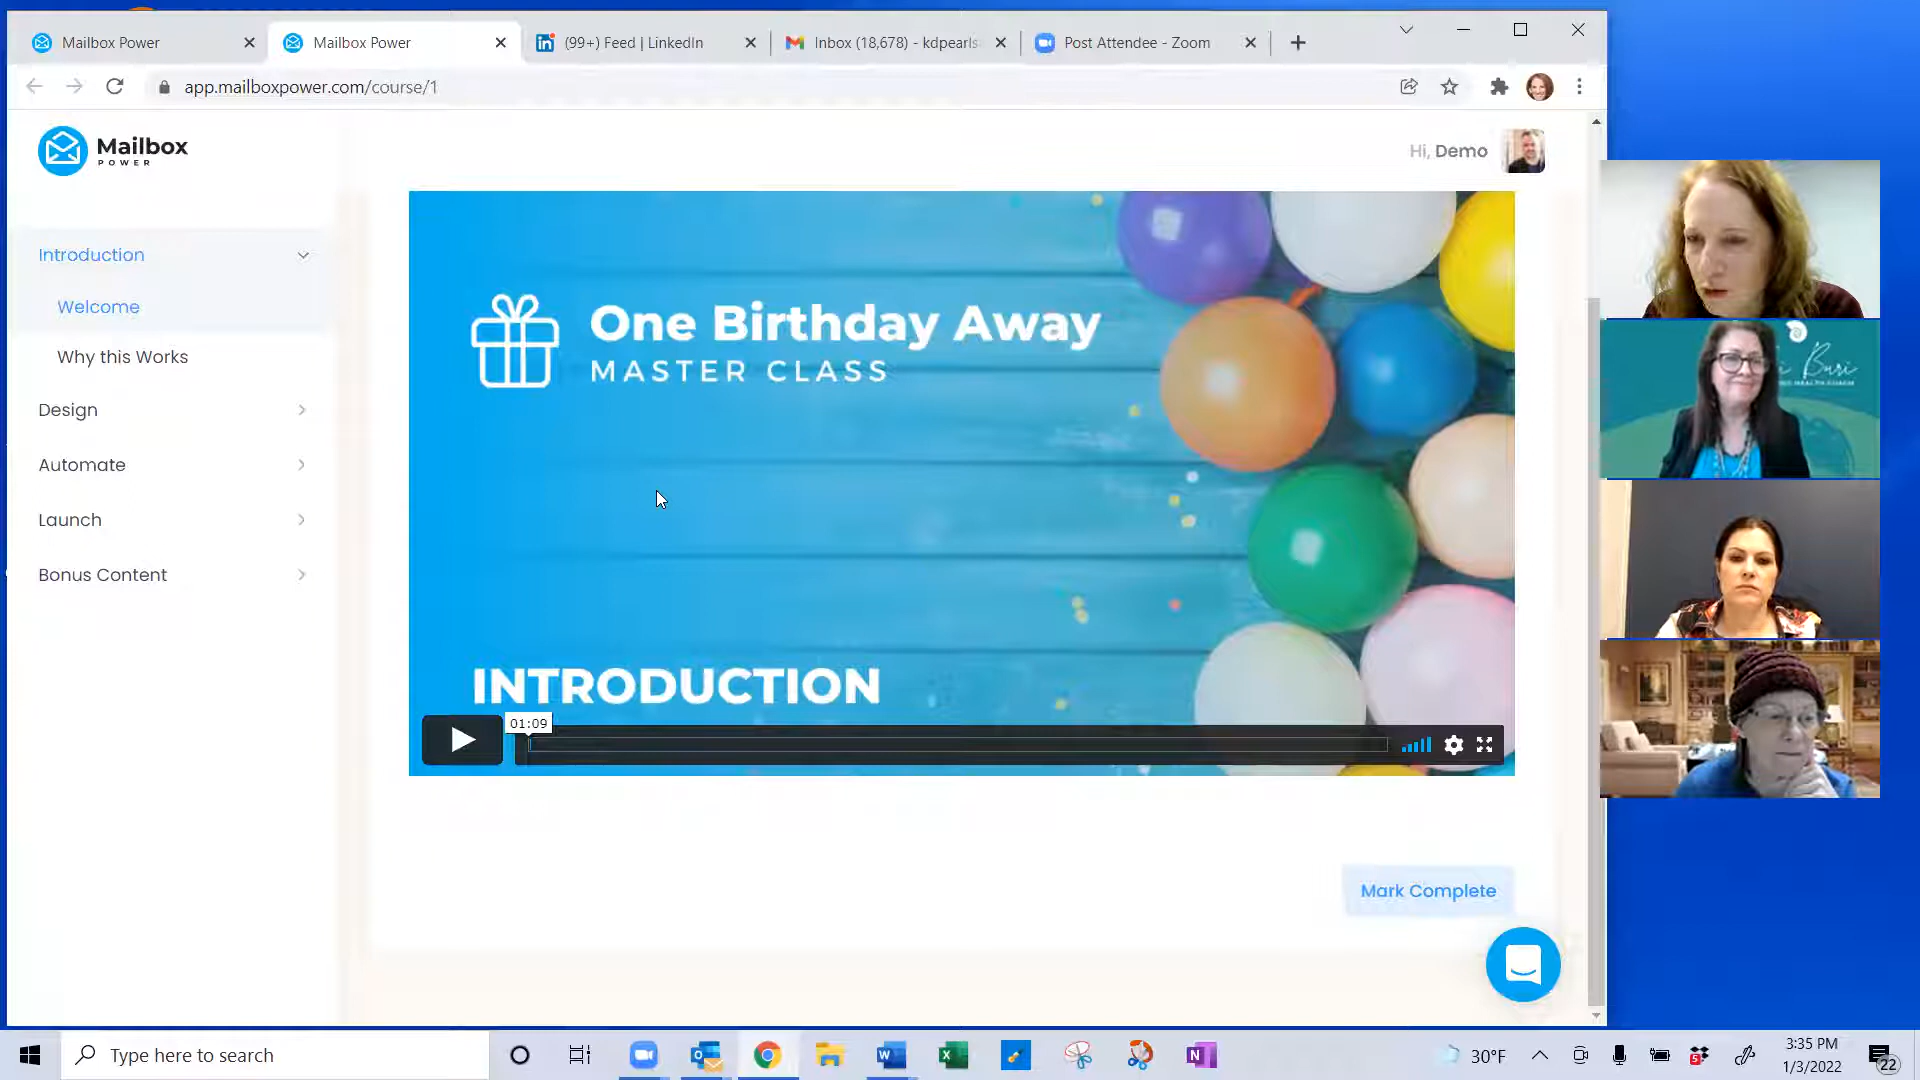 Mailbox Power
Mailbox Power
(99+) Feed | LinkedIn
Inbox (18,678) - kdpearls
Post Attendee - Zoom
app.mailboxpower.com/course/1
Mailbox
POWER
Hi, Demo
Introduction
Welcome
Why this Works
Design
Automate
Launch
Bonus Content
One Birthday Away
MASTER CLASS
INTRODUCTION
01:09
Mark Complete
Buri
Type here to search
30°F
5
3:35 PM
1/3/2022
22